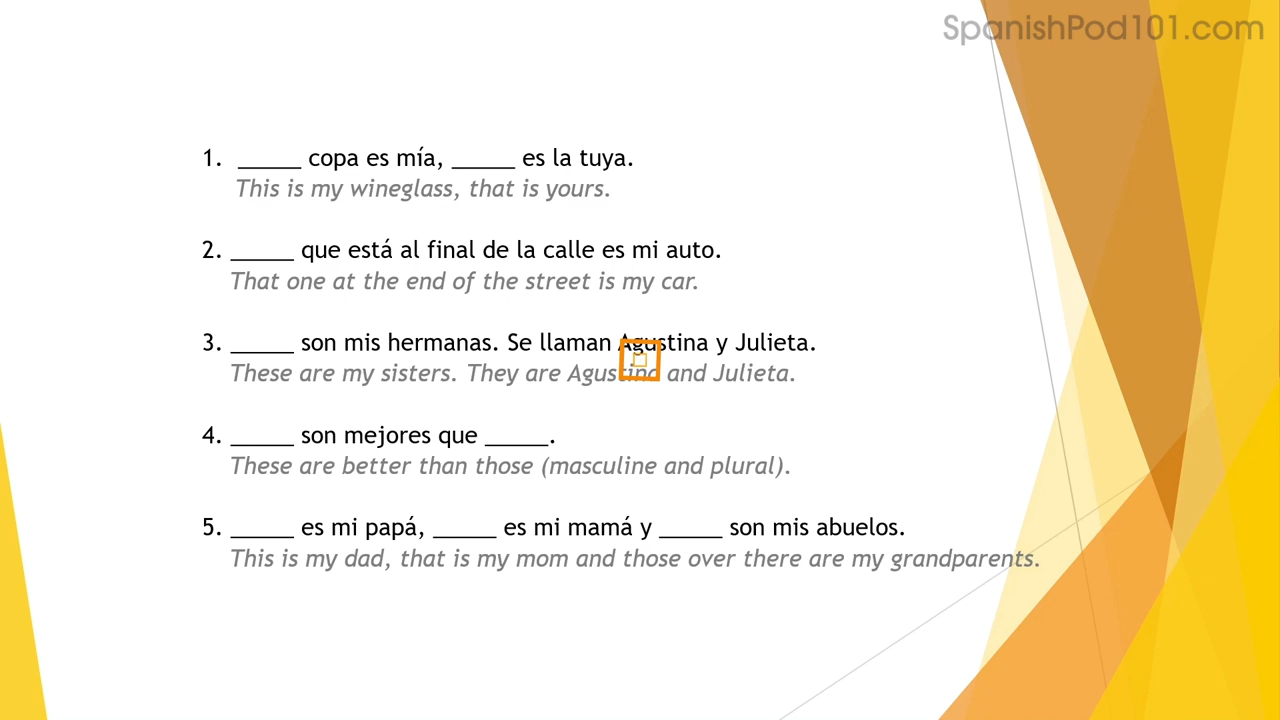 SpanishPod101.com
1. _____ copa es mía, _____ es la tuya.
This is my wineglass, that is yours.
2. _____ que está al final de la calle es mi auto.
That one at the end of the street is my car.
3. _____ son mis hermanas. Se llaman Agustina y Julieta.
These are my sisters. They are Agustina and Julieta.
4. _____ son mejores que _____.
These are better than those (masculine and plural).
5. _____ es mi papá, _____ es mi mamá y _____ son mis abuelos.
This is my dad, that is my mom and those over there are my grandparents.